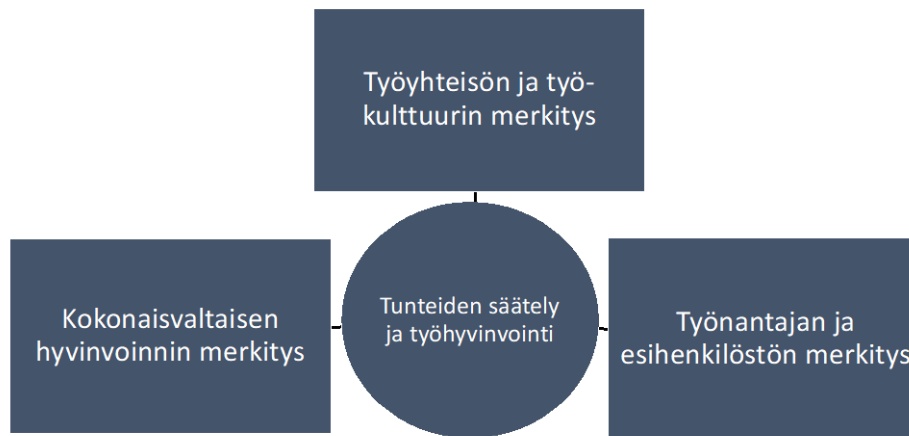 Työyhteisön ja työ-
kulttuurin merkitys
Kokonaisvaltaisen
hyvinvoinnin merkitys
Tunteiden säätely
ja työhyvinvointi
Työnantajan ja
esihenkilöstön merkitys